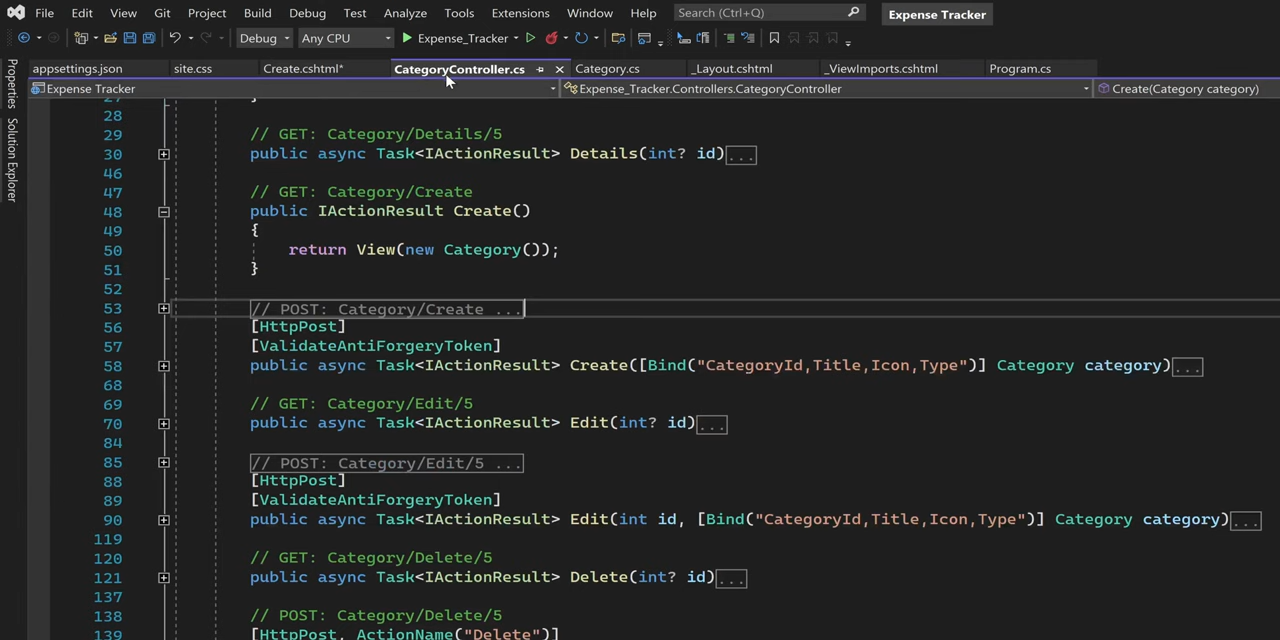 File Edit View Git Project Build Debug Test Analyze Tools Extensions Window Help Search (Ctrl+Q) Expense Tracker
Debug Any CPU Expense_Tracker
appsettings.json site.css Create.cshtml* CategoryController.cs Category.cs _Layout.cshtml _ViewImports.cshtml Program.cs
Expense Tracker Expense_Tracker.Controllers.CategoryController Create(Category category)
Properties
Solution Explorer
27 }
28
29 // GET: Category/Details/5
30 public async Task<IActionResult> Details(int? id)...
46
47 // GET: Category/Create
48 public IActionResult Create()
49 {
50 return View(new Category());
51 }
52
53 // POST: Category/Create ...
56 [HttpPost]
57 [ValidateAntiForgeryToken]
58 public async Task<IActionResult> Create([Bind("CategoryId,Title,Icon,Type")] Category category)...
68
69 // GET: Category/Edit/5
70 public async Task<IActionResult> Edit(int? id)...
84
85 // POST: Category/Edit/5 ...
88 [HttpPost]
89 [ValidateAntiForgeryToken]
90 public async Task<IActionResult> Edit(int id, [Bind("CategoryId,Title,Icon,Type")] Category category)...
119
120 // GET: Category/Delete/5
121 public async Task<IActionResult> Delete(int? id)...
137
138 // POST: Category/Delete/5
139 [HttpPost, ActionName("Delete")]